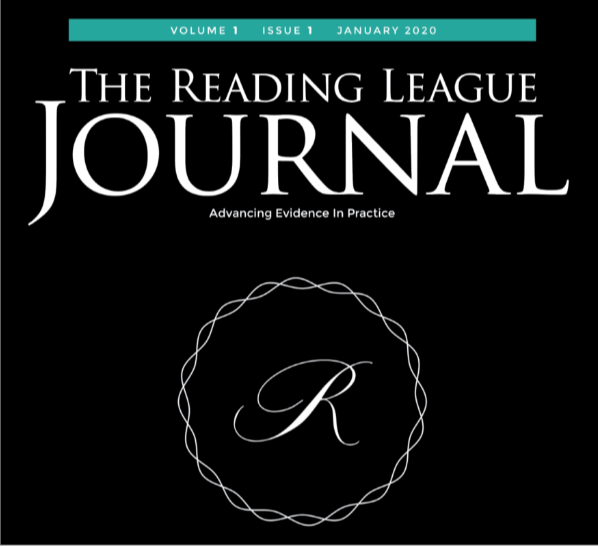 VOLUME 1 ISSUE 1 JANUARY 2020
THE READING LEAGUE
JOURNAL
Advancing Evidence In Practice
R